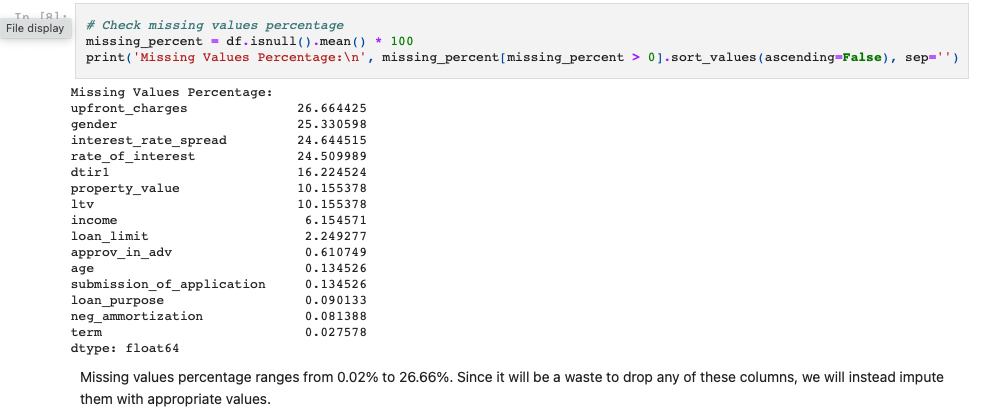 In [8]:
File display
# Check missing values percentage
missing_percent = df.isnull().mean() * 100
print('Missing Values Percentage:\n', missing_percent[missing_percent > 0].sort_values(ascending=False), sep='')
Missing Values Percentage:
upfront_charges 26.664425
gender 25.330598
interest_rate_spread 24.644515
rate_of_interest 24.509989
dtir1 16.224524
property_value 10.155378
ltv 10.155378
income 6.154571
loan_limit 2.249277
approv_in_adv 0.610749
age 0.134526
submission_of_application 0.134526
loan_purpose 0.090133
neg_ammortization 0.081388
term 0.027578
dtype: float64
Missing values percentage ranges from 0.02% to 26.66%. Since it will be a waste to drop any of these columns, we will instead impute
them with appropriate values.